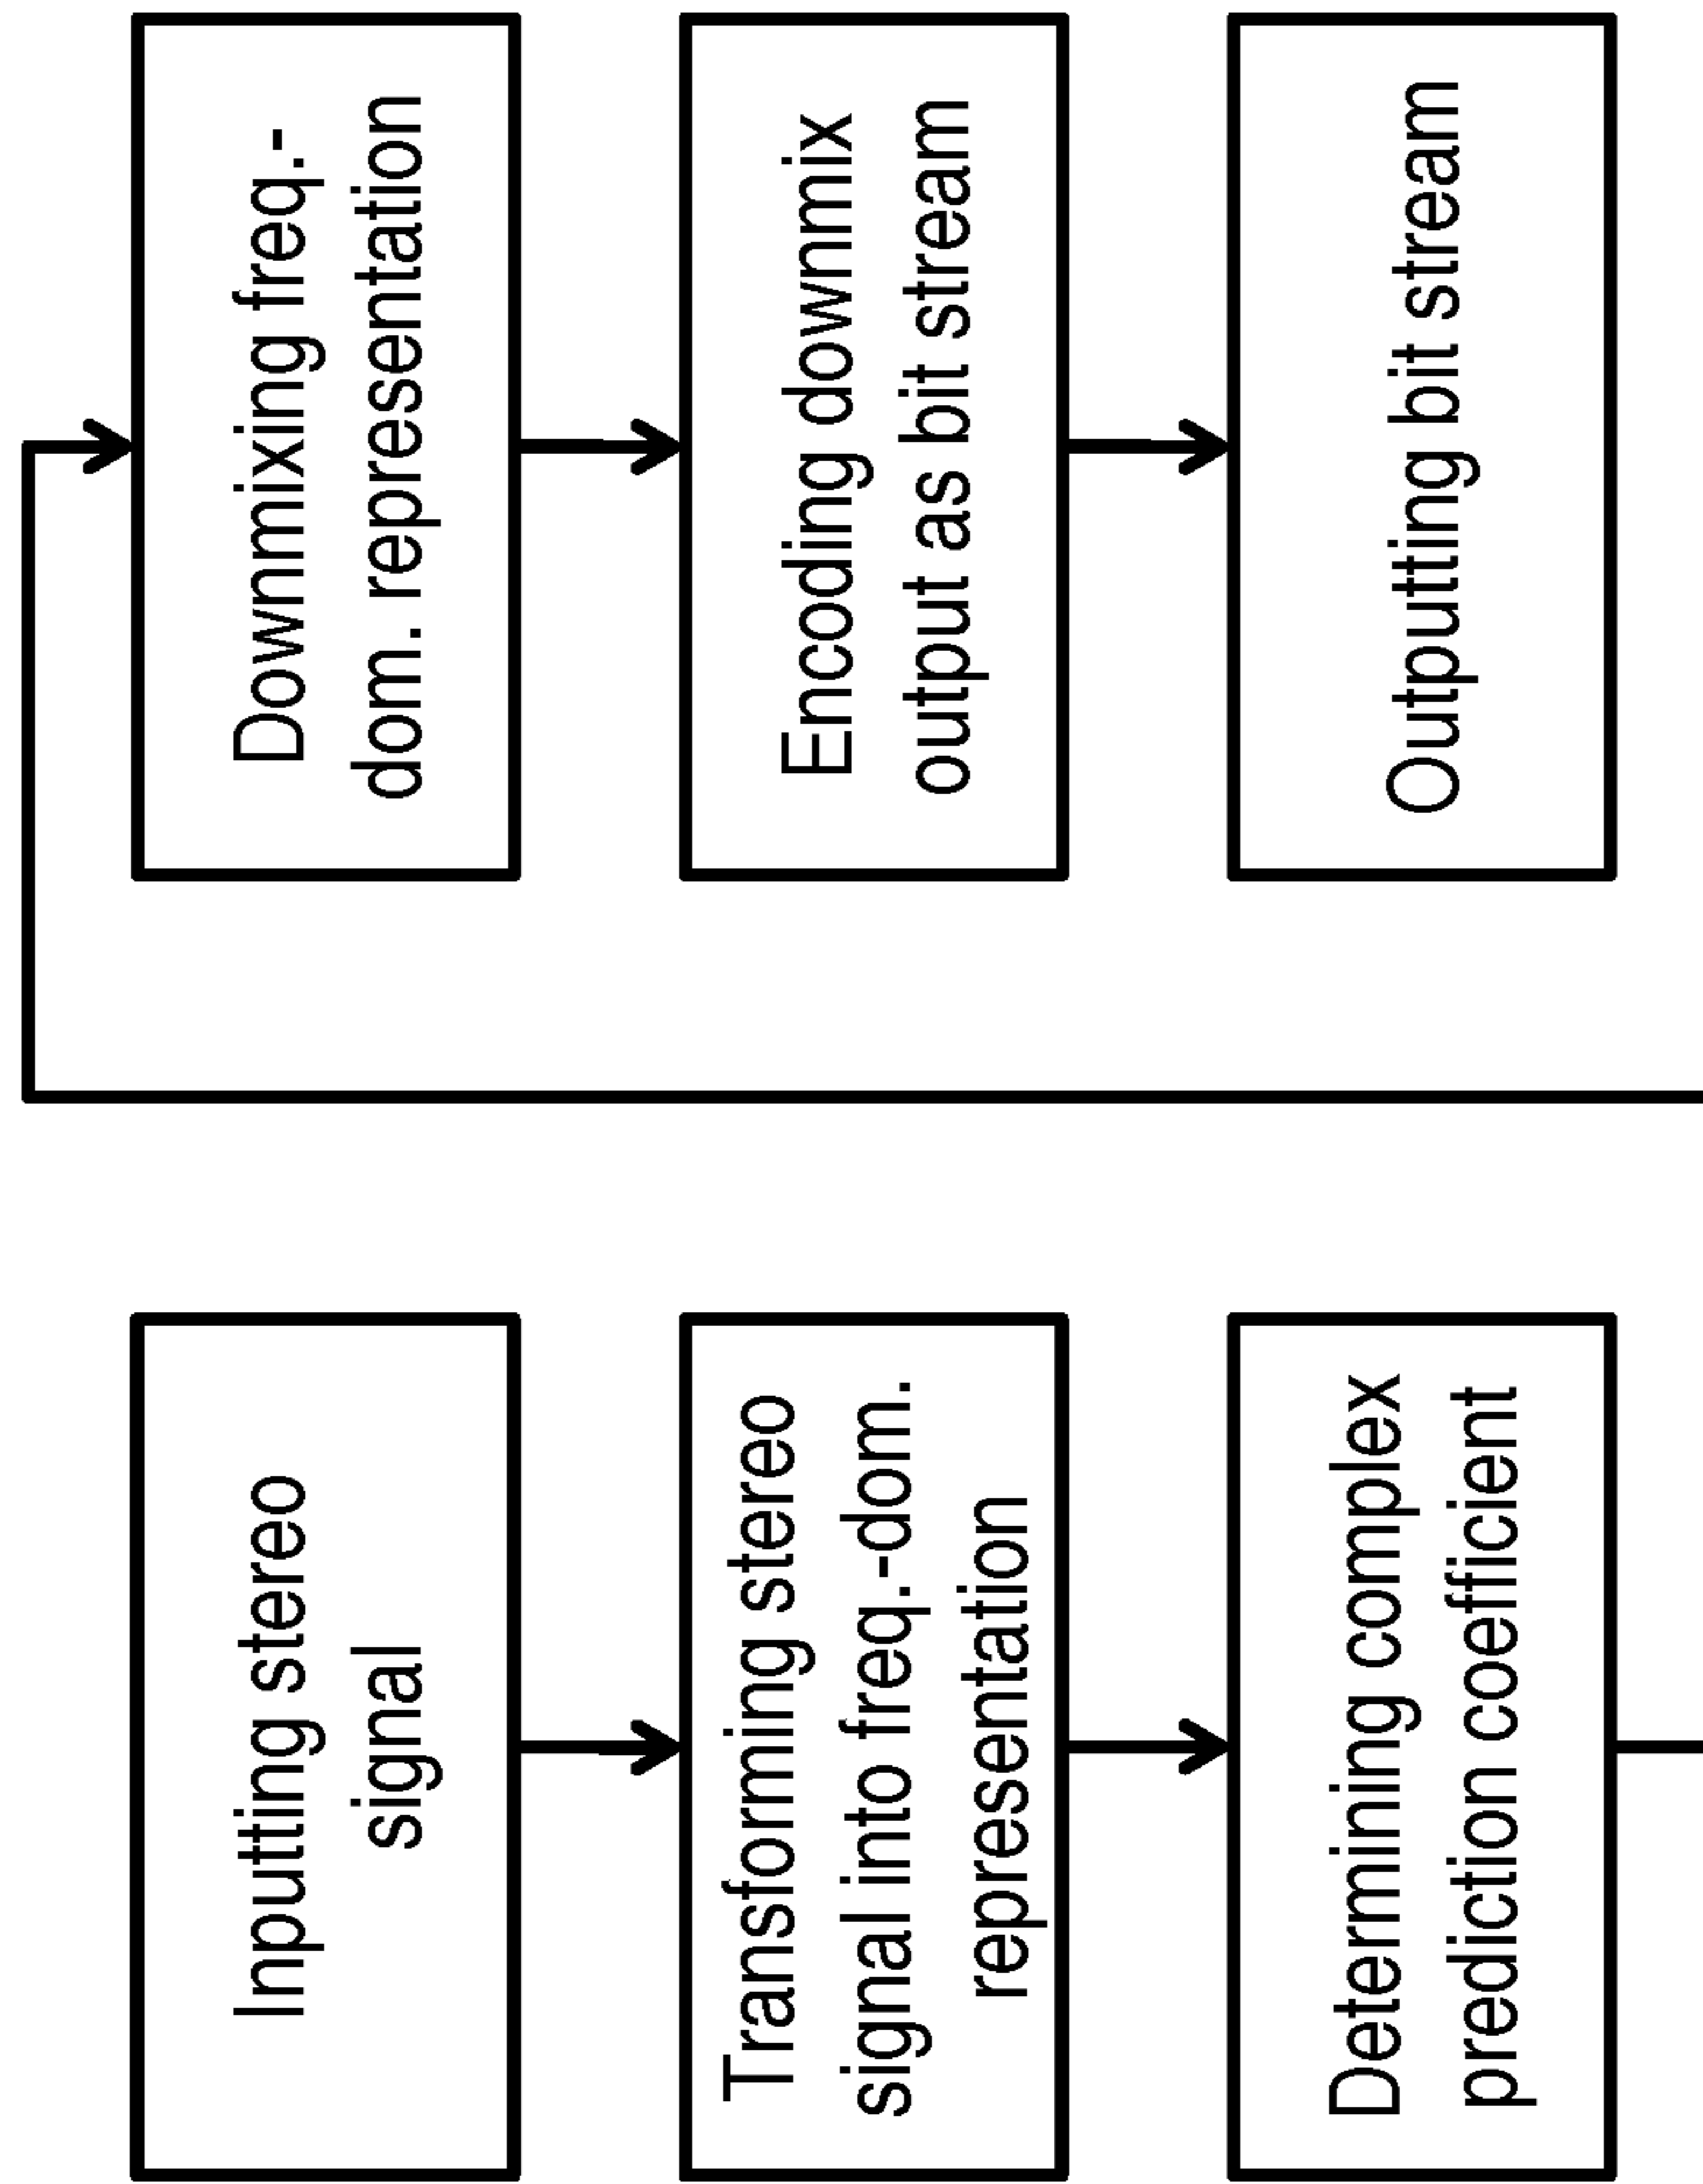 Inputting stereo
signal
Transforming stereo
signal into freq.-dom.
representation
Determining complex
prediction coefficient
Downmixing freq.-
dom. representation
Encoding downmix
output as bit stream
Outputting bit stream